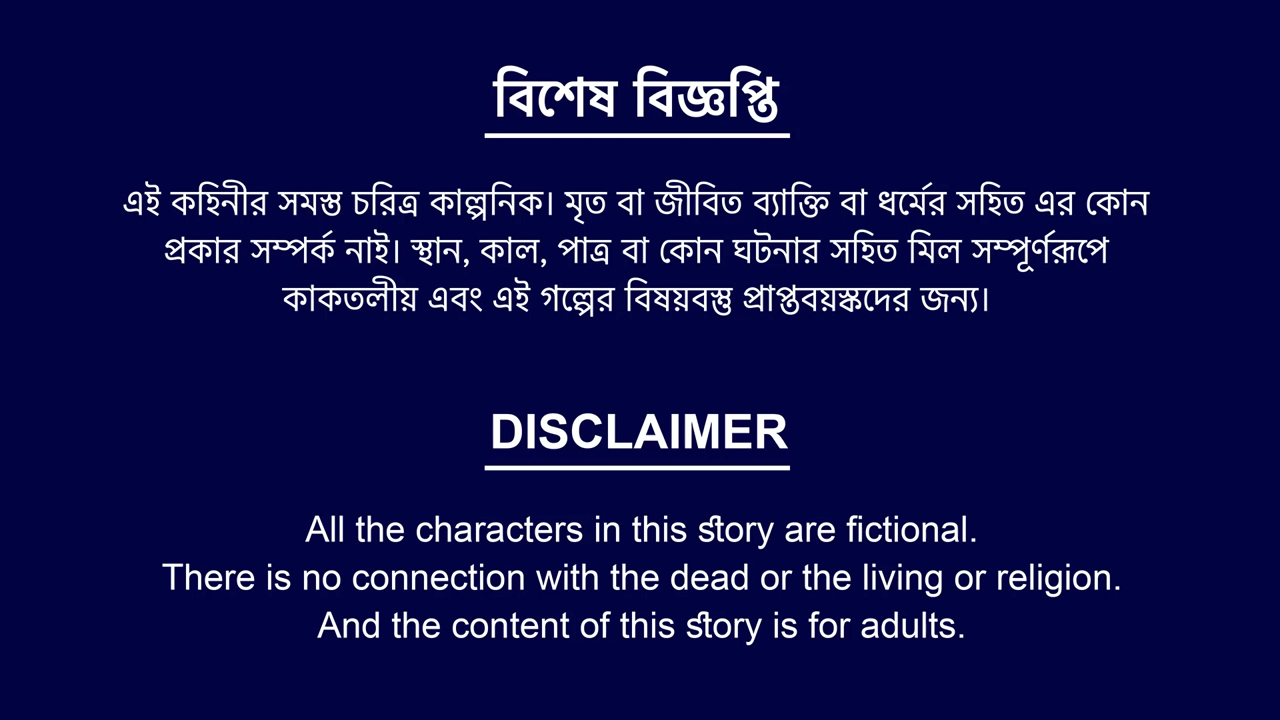 বিশেষ বিজ্ঞপ্তি
এই কহিনীর সমস্ত চরিত্র কাল্পনিক। মৃত বা জীবিত ব্যাক্তি বা ধর্মের সহিত এর কোন
প্রকার সম্পর্ক নাই। স্থান, কাল, পাত্র বা কোন ঘটনার সহিত মিল সম্পূর্ণরূপে
কাকতলীয় এবং এই গল্পের বিষয়বস্তু প্রাপ্তবয়স্কদের জন্য।
DISCLAIMER
All the characters in this story are fictional.
There is no connection with the dead or the living or religion.
And the content of this story is for adults.